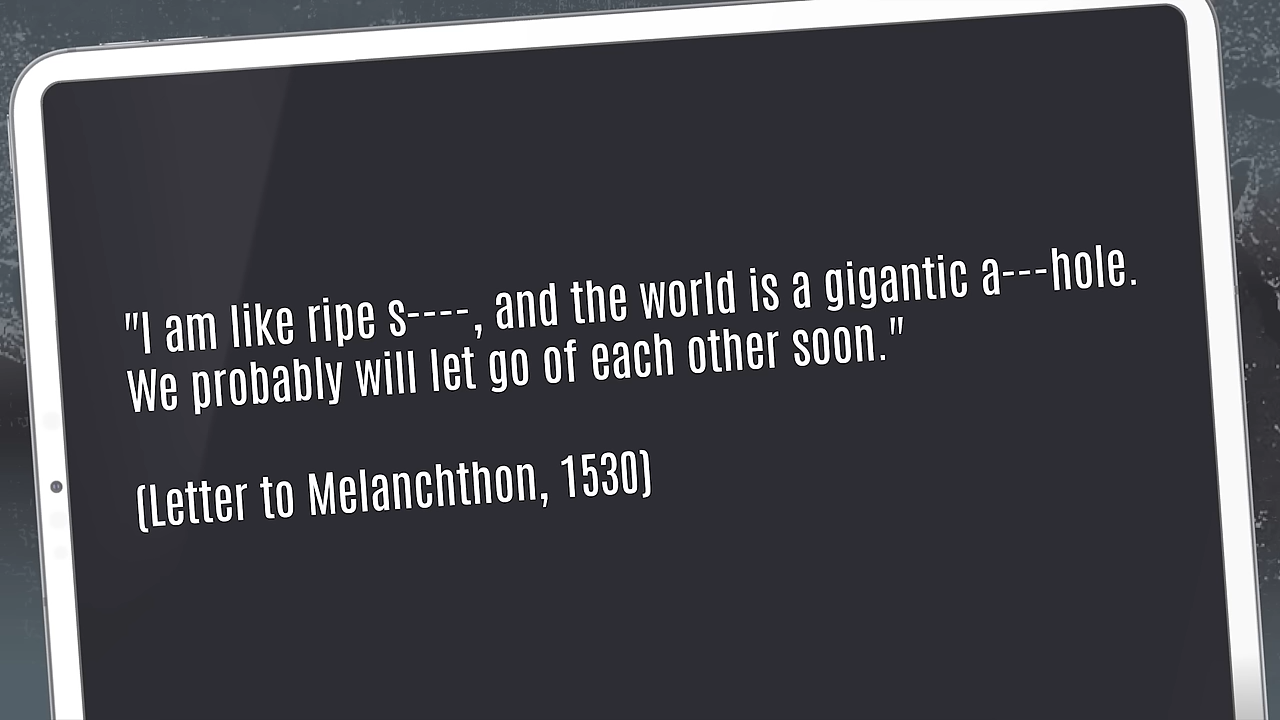 "I am like ripe s----, and the world is a gigantic a---hole.
We probably will let go of each other soon."
(Letter to Melanchthon, 1530)